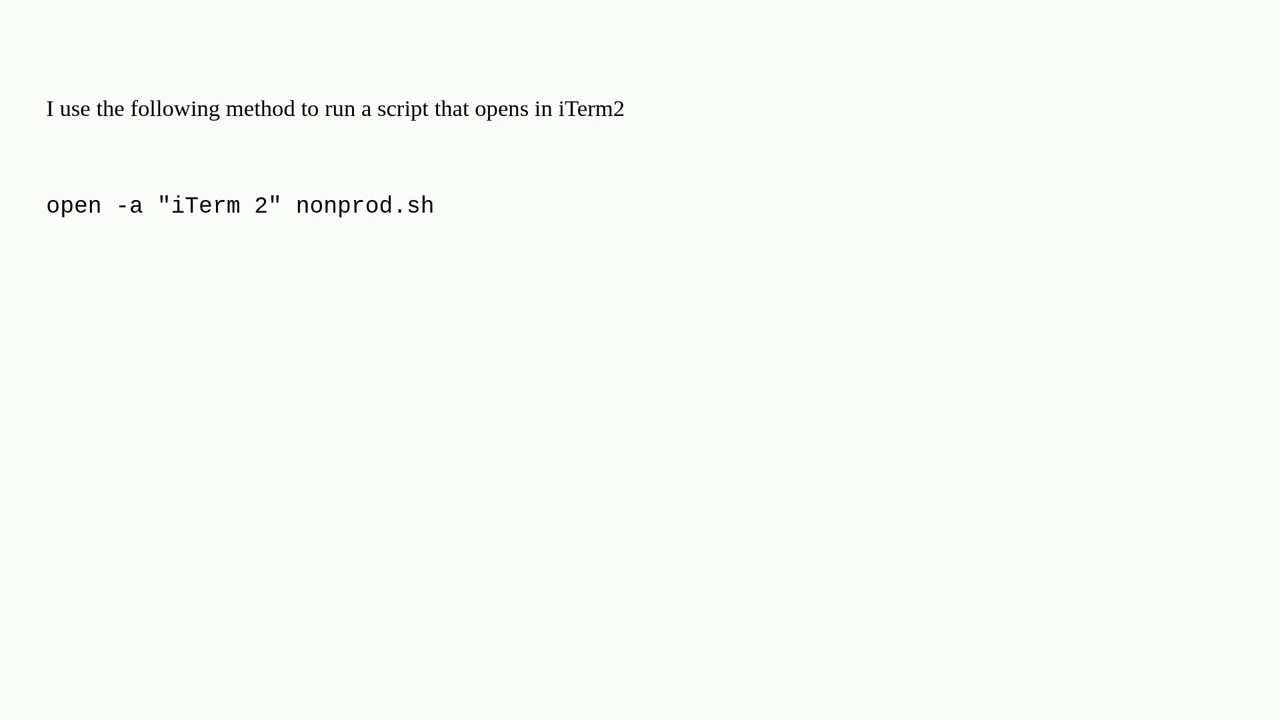 I use the following method to run a script that opens in iTerm2
open -a "iTerm 2" nonprod.sh